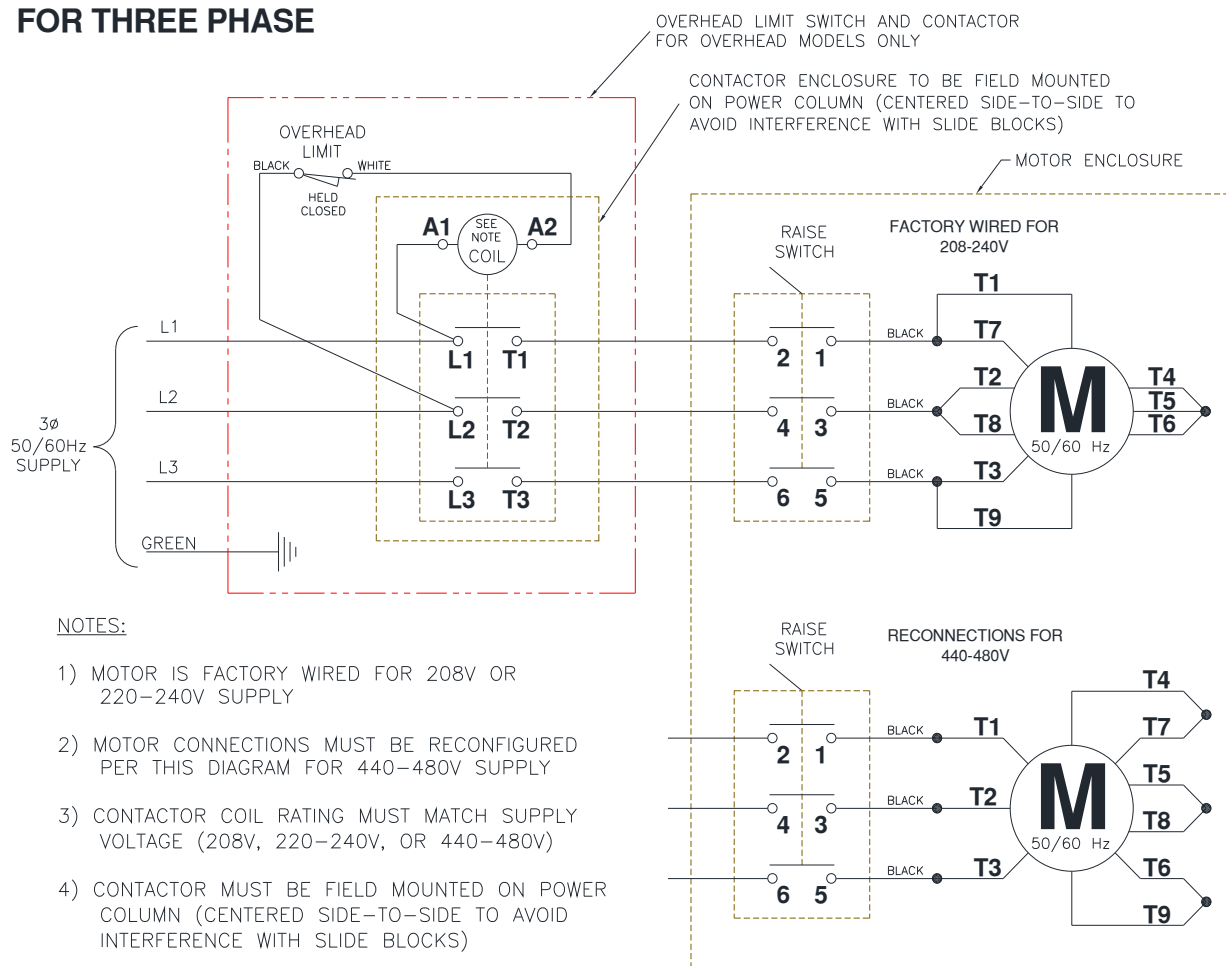 FOR THREE PHASE
OVERHEAD LIMIT SWITCH AND CONTACTOR
FOR OVERHEAD MODELS ONLY
CONTACTOR ENCLOSURE TO BE FIELD MOUNTED
ON POWER COLUMN (CENTERED SIDE-TO-SIDE TO
AVOID INTERFERENCE WITH SLIDE BLOCKS)
MOTOR ENCLOSURE
OVERHEAD
LIMIT
BLACK
WHITE
HELD
CLOSED
A1
SEE
NOTE
COIL
A2
RAISE
SWITCH
FACTORY WIRED FOR
208-240V
3ø
50/60Hz
SUPPLY
L1
L2
L3
GREEN
L1 T1
L2 T2
L3 T3
2 1
4 3
6 5
BLACK
BLACK
BLACK
T1
T7
T2
T8
T3
T9
M
50/60 Hz
T4
T5
T6
NOTES:
1) MOTOR IS FACTORY WIRED FOR 208V OR
220-240V SUPPLY
2) MOTOR CONNECTIONS MUST BE RECONFIGURED
PER THIS DIAGRAM FOR 440-480V SUPPLY
3) CONTACTOR COIL RATING MUST MATCH SUPPLY
VOLTAGE (208V, 220-240V, OR 440-480V)
4) CONTACTOR MUST BE FIELD MOUNTED ON POWER
COLUMN (CENTERED SIDE-TO-SIDE TO AVOID
INTERFERENCE WITH SLIDE BLOCKS)
RAISE
SWITCH
RECONNECTIONS FOR
440-480V
2 1
4 3
6 5
BLACK
BLACK
BLACK
T1
T2
T3
M
50/60 Hz
T4
T7
T5
T8
T6
T9